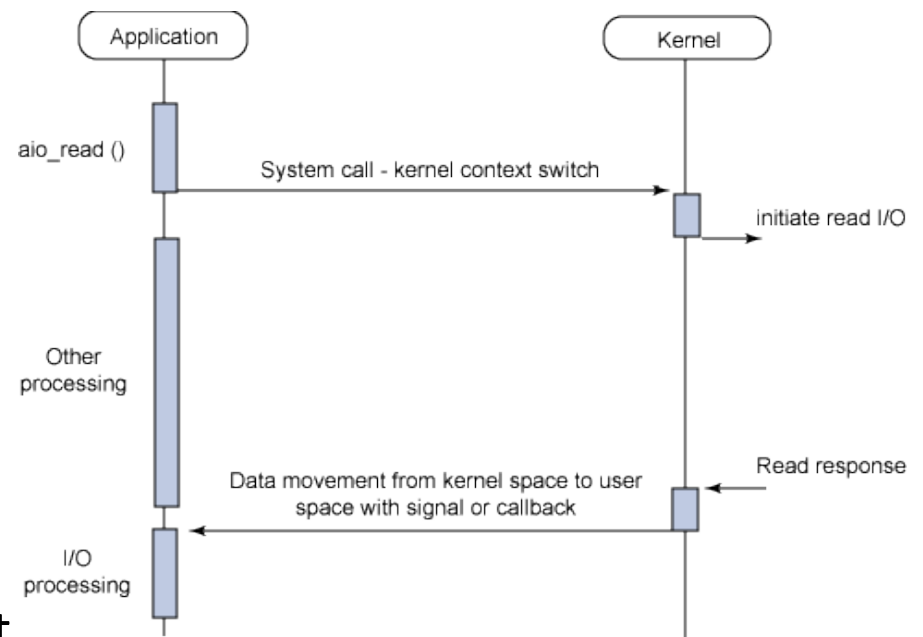 Application
Kernel
aio_read ()
System call - kernel context switch
initiate read I/O
Other
processing
Read response
Data movement from kernel space to user
space with signal or callback
I/O
processing